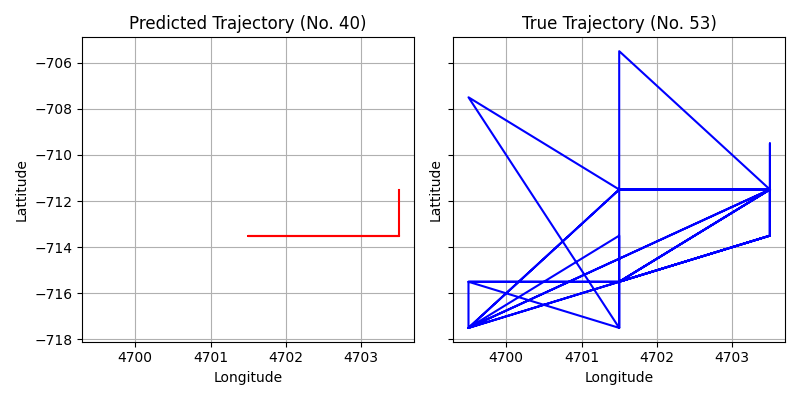 Predicted Trajectory (No. 40)
True Trajectory (No. 53)
−706
−708
−710
−712
−714
−716
−718
Lattitude
Lattitude
4700
4701
4702
4703
4700
4701
4702
4703
Longitude
Longitude